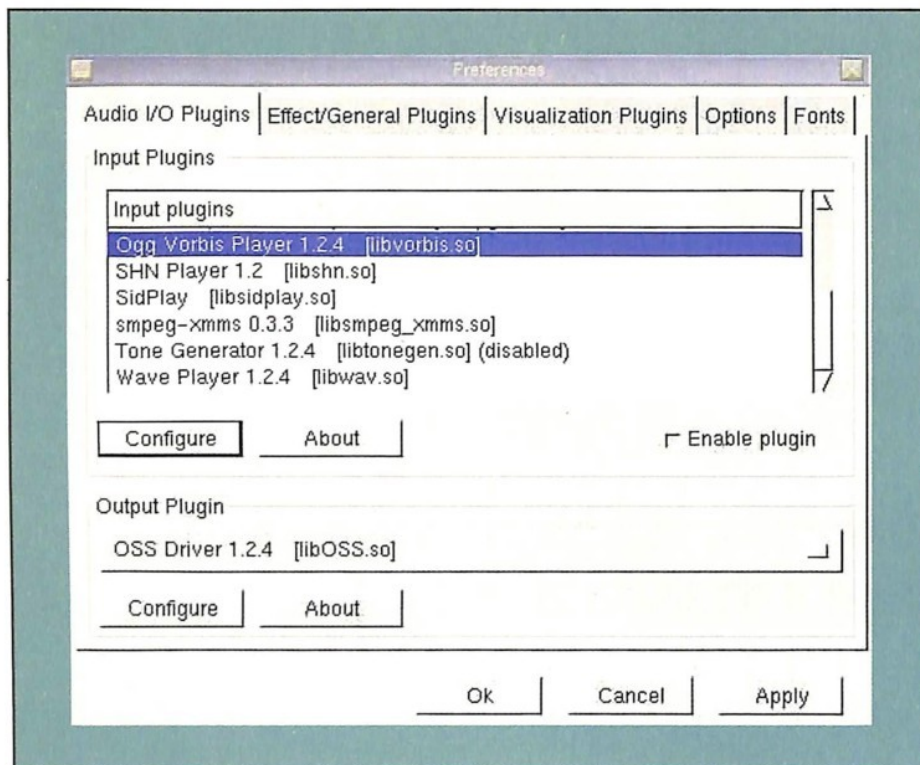 Preferences
Audio I/O Plugins Effect/General Plugins Visualization Plugins Options Fonts
Input Plugins
Input plugins
Ogg Vorbis Player 1.2.4 [libvorbis.so]
SHN Player 1.2 [libshn.so]
SidPlay [libsidplay.so]
smpeg-xmms 0.3.3 [libsmpeg_xmms.so]
Tone Generator 1.2.4 [libtonegen.so] (disabled)
Wave Player 1.2.4 [libwav.so]
Configure About Enable plugin
Output Plugin
OSS Driver 1.2.4 [libOSS.so]
Configure About
Ok Cancel Apply